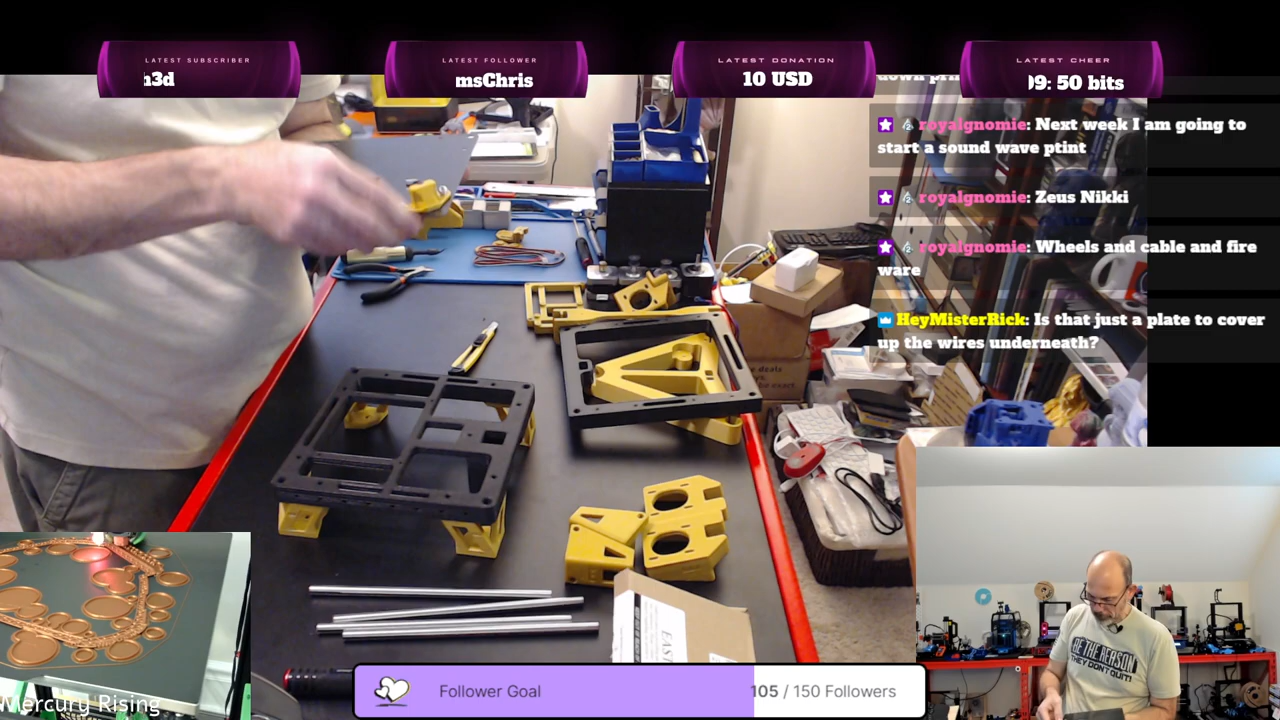 LATEST SUBSCRIBER
LATEST FOLLOWER
msChris
LATEST DONATION
10 USD
LATEST CHEER
9: 50 bits
royalgnomie: Next week I am going to
start a sound wave ptint
royalgnomie: Zeus Nikki
royalgnomie: Wheels and cable and fire
ware
HeyMisterRick: Is that just a plate to cover
up the wires underneath?
BE THE REASON
THEY DON'T QUIT!
Mercury Rising
Follower Goal
105 / 150 Followers